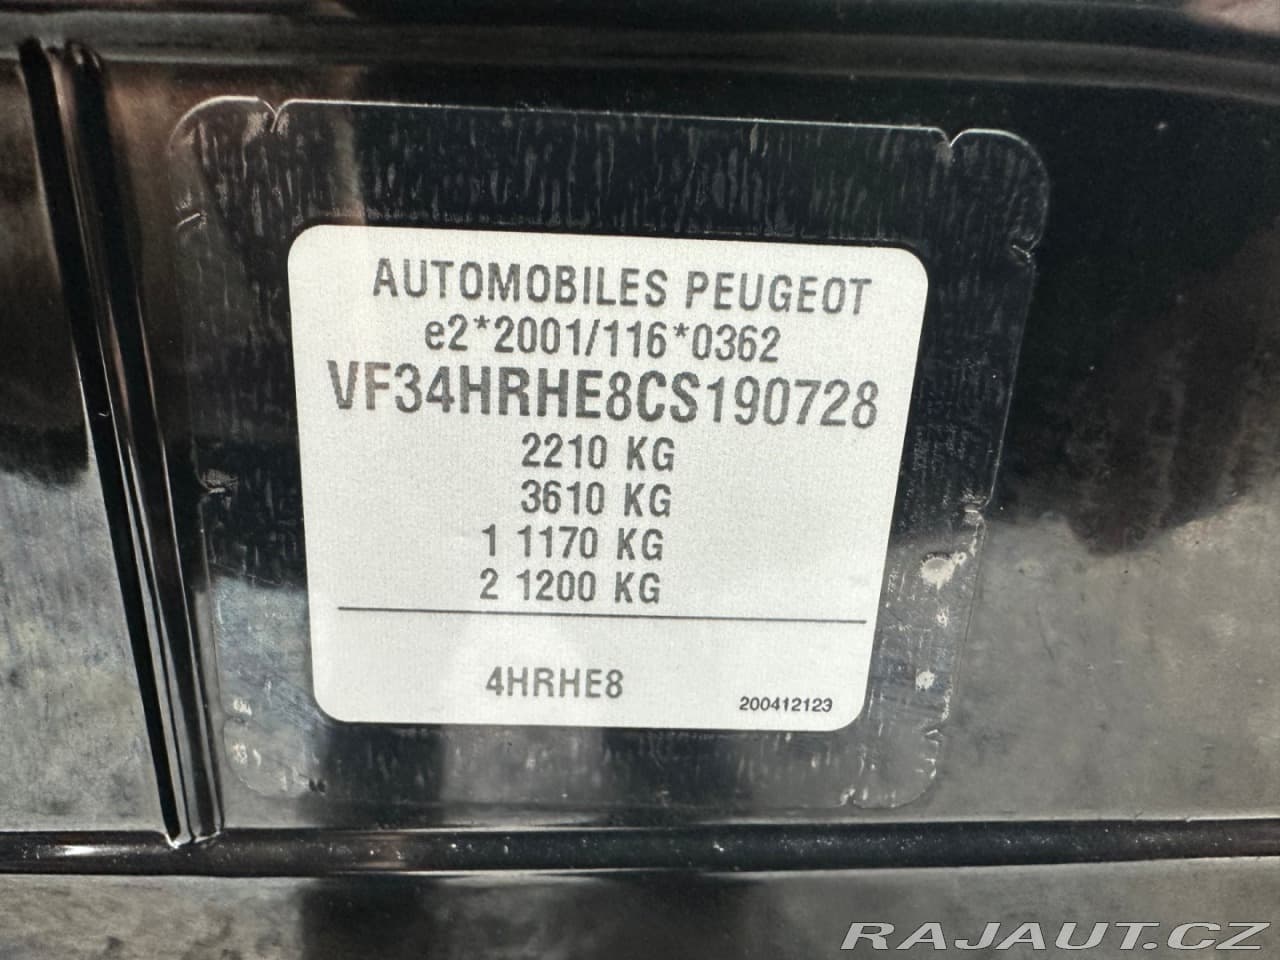 AUTOMOBILES PEUGEOT
e2*2001/116*0362
VF34HRHE8CS190728
2210 KG
3610 KG
1 1170 KG
2 1200 KG
4HRHE8
200412123
RAJAUT.CZ